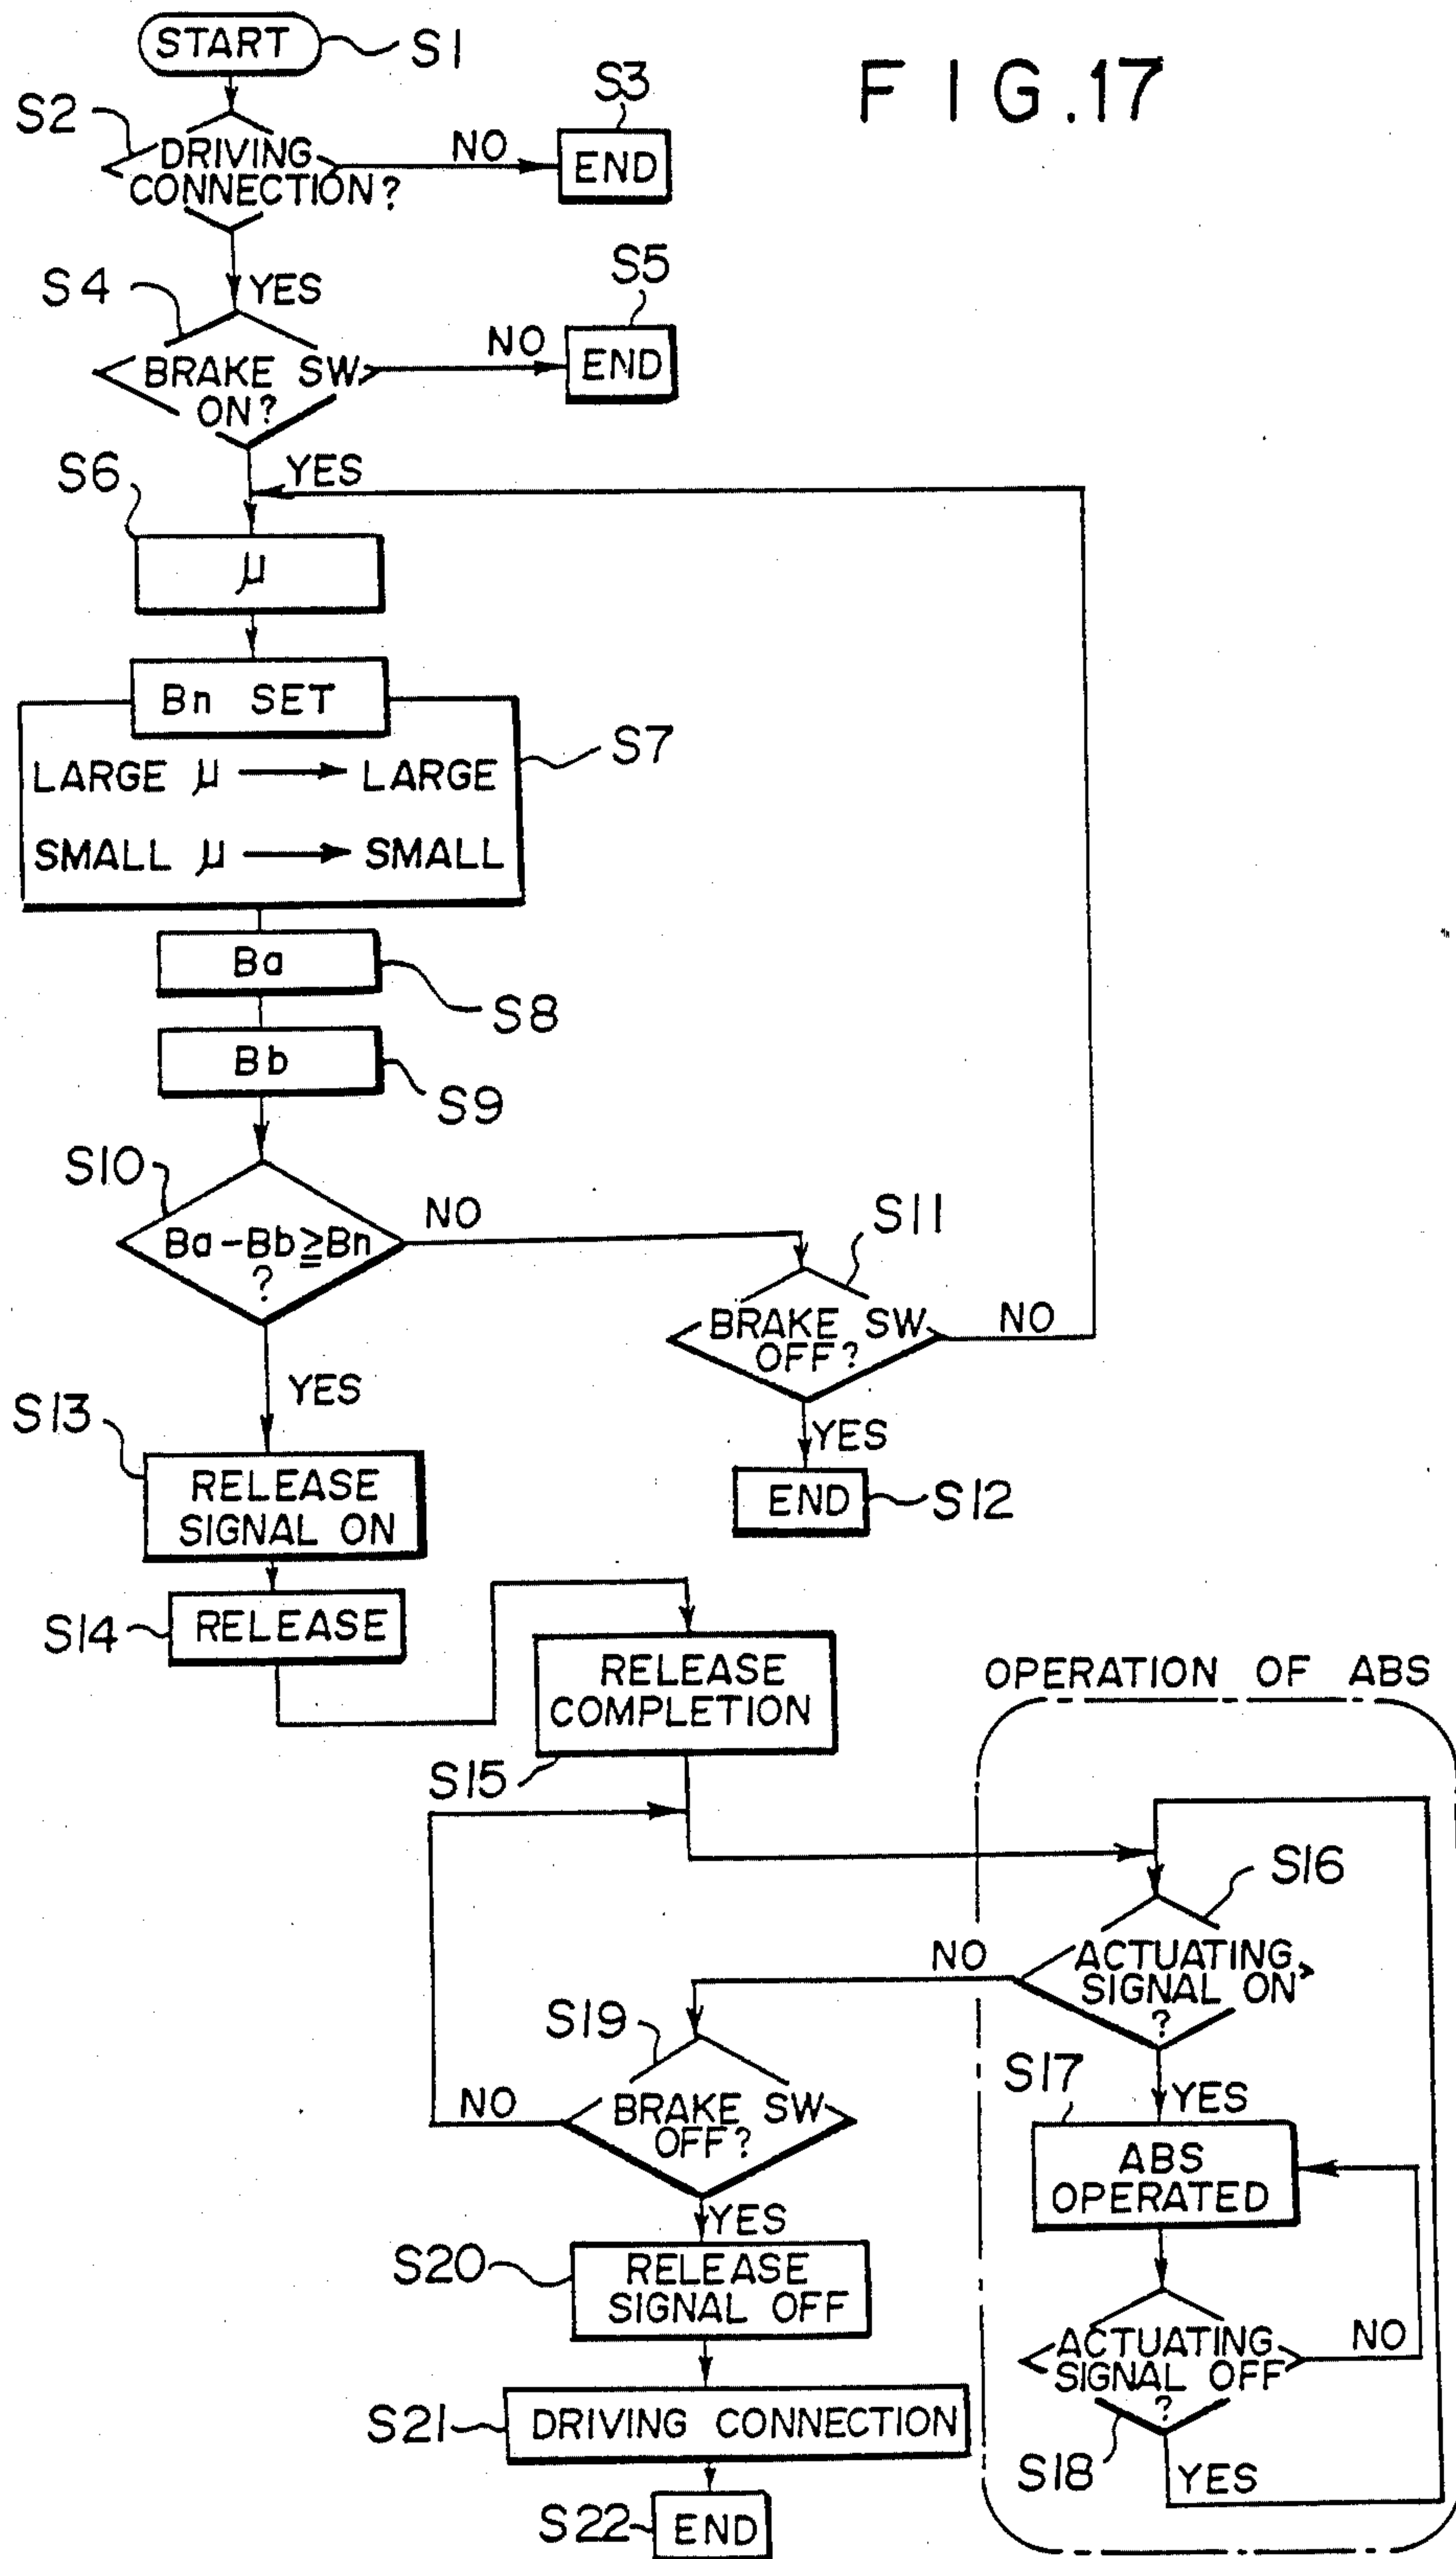 FIG.17
START S1
S2
DRIVING
CONNECTION?
NO
S3
END
YES
S4
BRAKE SW
ON?
NO
S5
END
YES
S6
μ
Bn SET
LARGE μ → LARGE
SMALL μ → SMALL
S7
Ba
S8
Bb
S9
S10
Ba-Bb≧Bn
?
NO
S11
BRAKE SW
OFF?
NO
YES
END S12
YES
S13
RELEASE
SIGNAL ON
S14 RELEASE
RELEASE
COMPLETION
S15
OPERATION OF ABS
S16
ACTUATING
SIGNAL ON
?
NO
YES
S17
ABS
OPERATED
ACTUATING
SIGNAL OFF
?
NO
S18
YES
S19
BRAKE SW
OFF?
NO
YES
S20
RELEASE
SIGNAL OFF
S21 DRIVING CONNECTION
S22 END